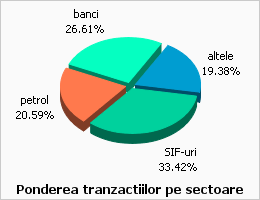 banci
26.61%
altele
19.38%
petrol
20.59%
SIF-uri
33.42%
Ponderea tranzactiilor pe sectoare